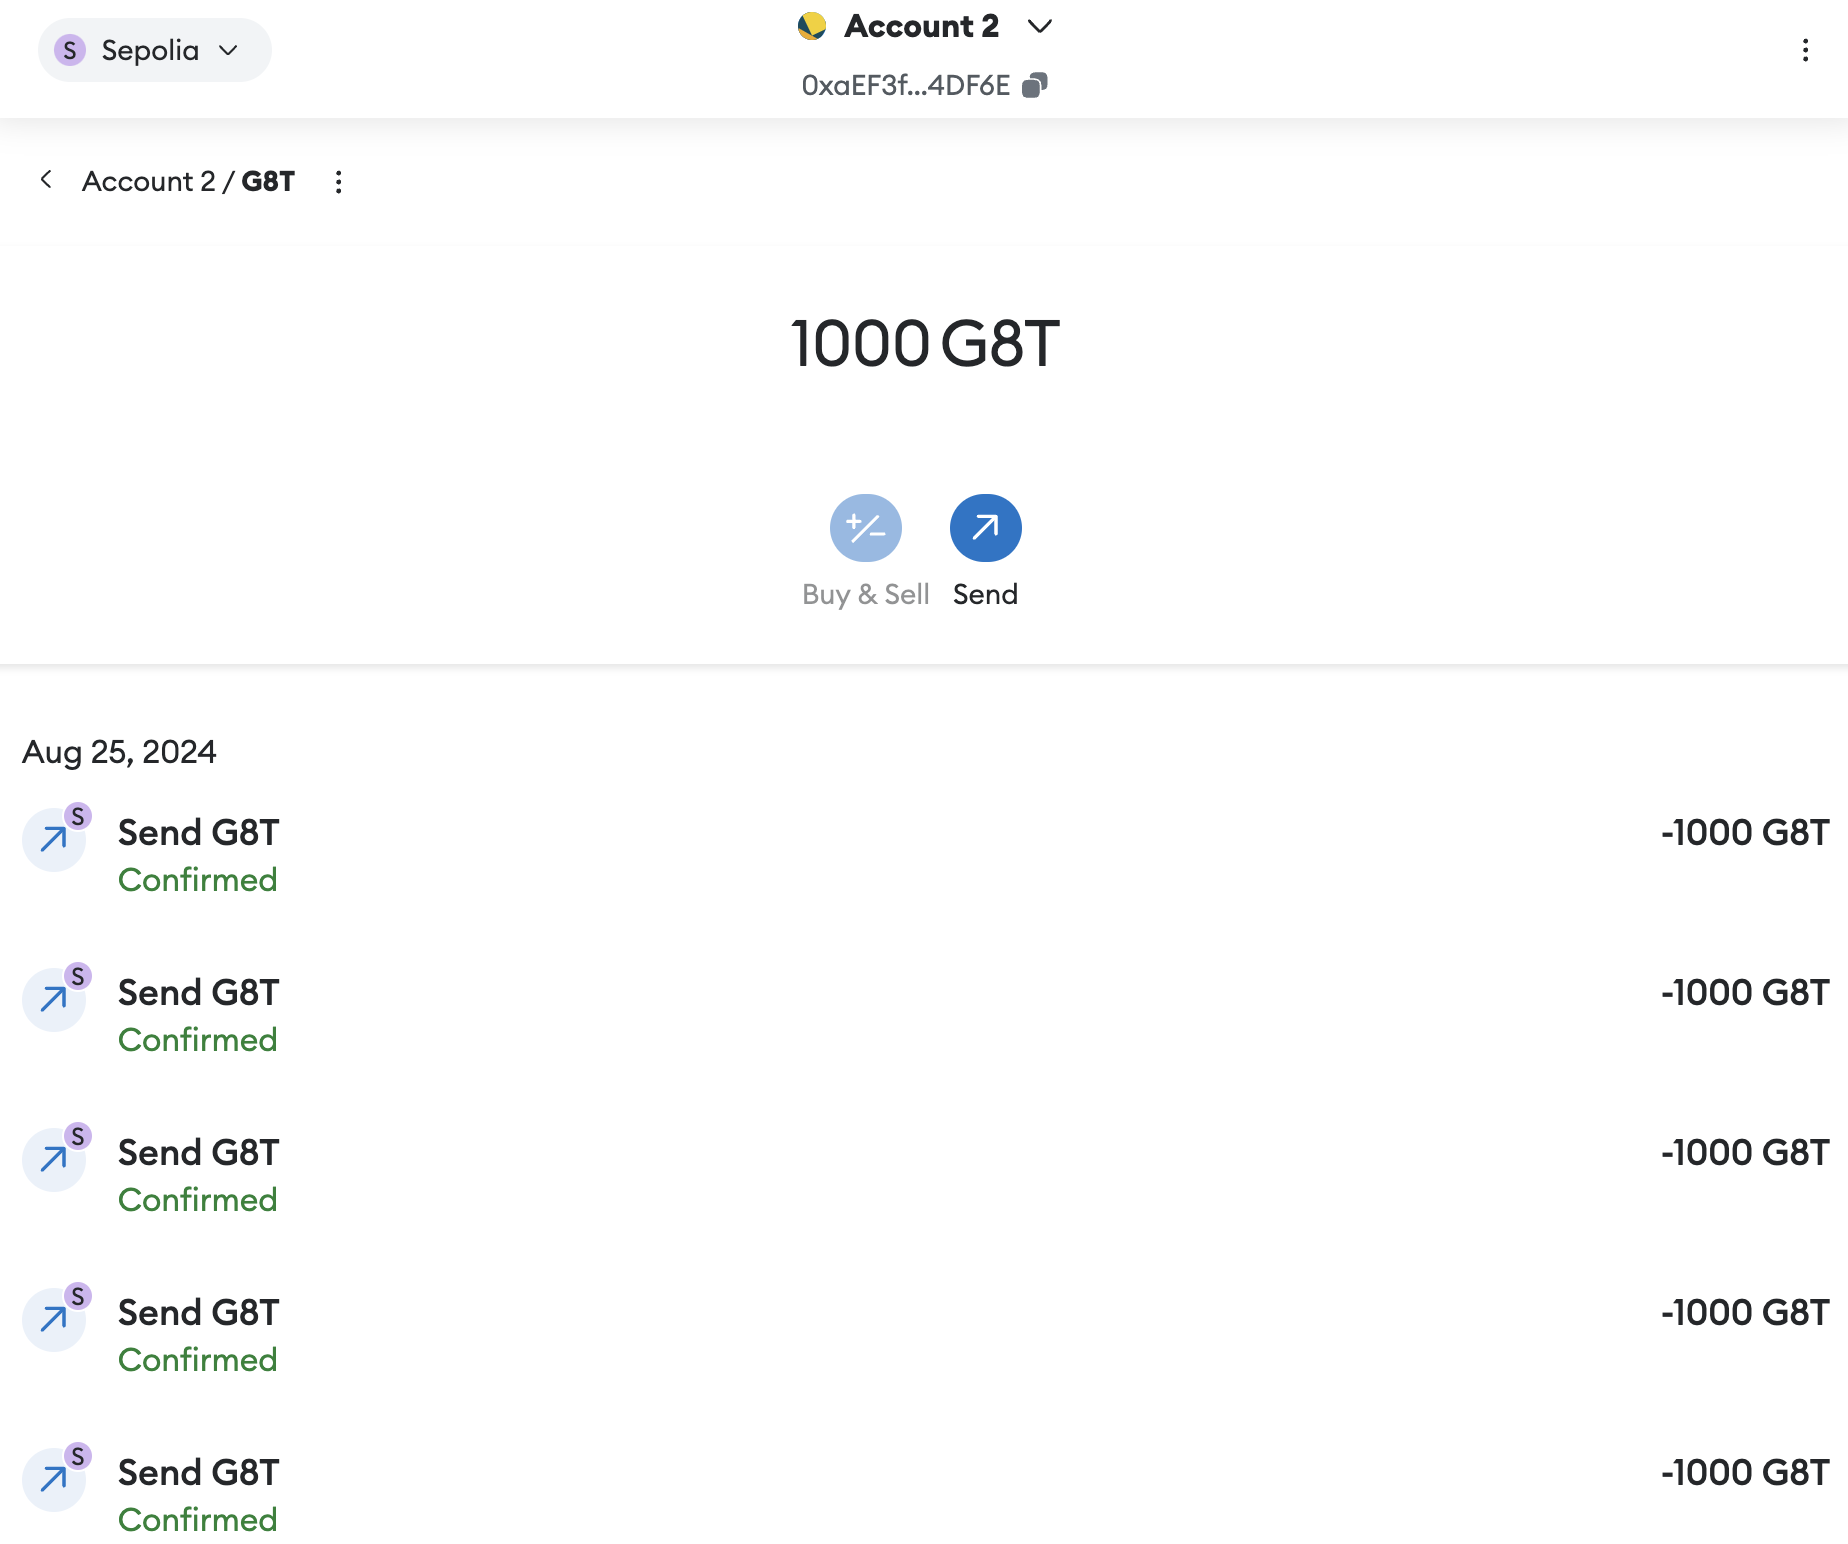 S Sepolia
Account 2
0xaEF3f...4DF6E
Account 2 / G8T
1000 G8T
Buy & Sell
Send
Aug 25, 2024
S
Send G8T
-1000 G8T
Confirmed
S
Send G8T
-1000 G8T
Confirmed
S
Send G8T
-1000 G8T
Confirmed
S
Send G8T
-1000 G8T
Confirmed
S
Send G8T
-1000 G8T
Confirmed